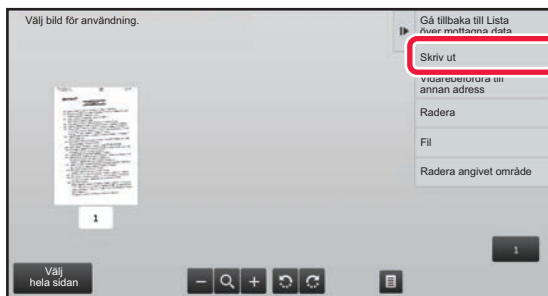 Välj bild för användning.
Gå tillbaka till Lista
över mottagna data
Skriv ut
Vidarebefordra till
annan adress
Radera
Fil
Radera angivet område
1
1
Välj
hela sidan